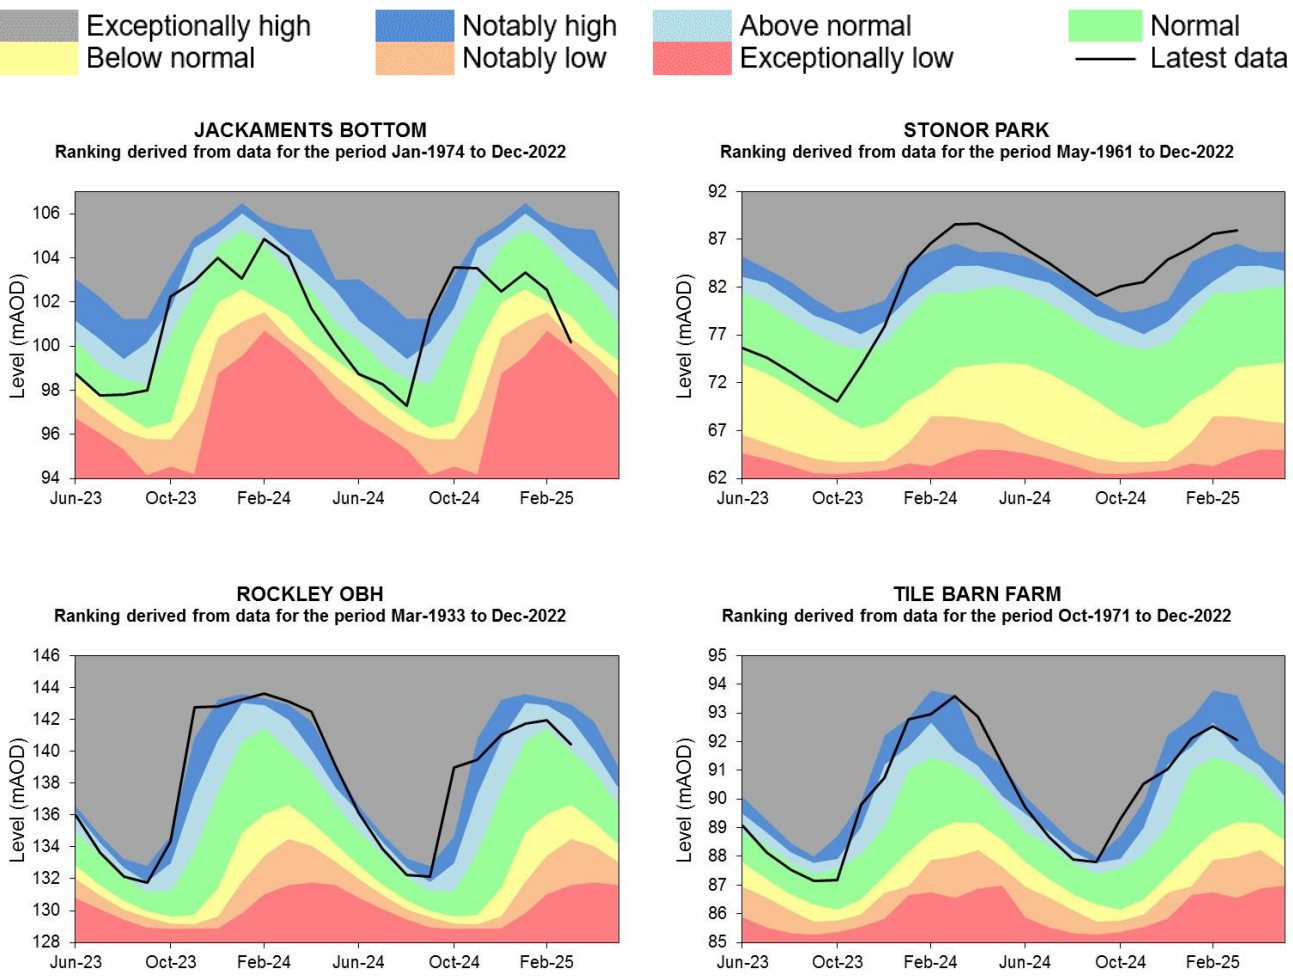 Exceptionally high Notably high Above normal Normal
Below normal Notably low Exceptionally low Latest data
JACKAMENTS BOTTOM
Ranking derived from data for the period Jan-1974 to Dec-2022
Level (mAOD)
106
104
102
100
98
96
94
Jun-23 Oct-23 Feb-24 Jun-24 Oct-24 Feb-25
STONOR PARK
Ranking derived from data for the period May-1961 to Dec-2022
Level (mAOD)
92
87
82
77
72
67
62
Jun-23 Oct-23 Feb-24 Jun-24 Oct-24 Feb-25
ROCKLEY OBH
Ranking derived from data for the period Mar-1933 to Dec-2022
Level (mAOD)
146
144
142
140
138
136
134
132
130
128
Jun-23 Oct-23 Feb-24 Jun-24 Oct-24 Feb-25
TILE BARN FARM
Ranking derived from data for the period Oct-1971 to Dec-2022
Level (mAOD)
95
94
93
92
91
90
89
88
87
86
85
Jun-23 Oct-23 Feb-24 Jun-24 Oct-24 Feb-25